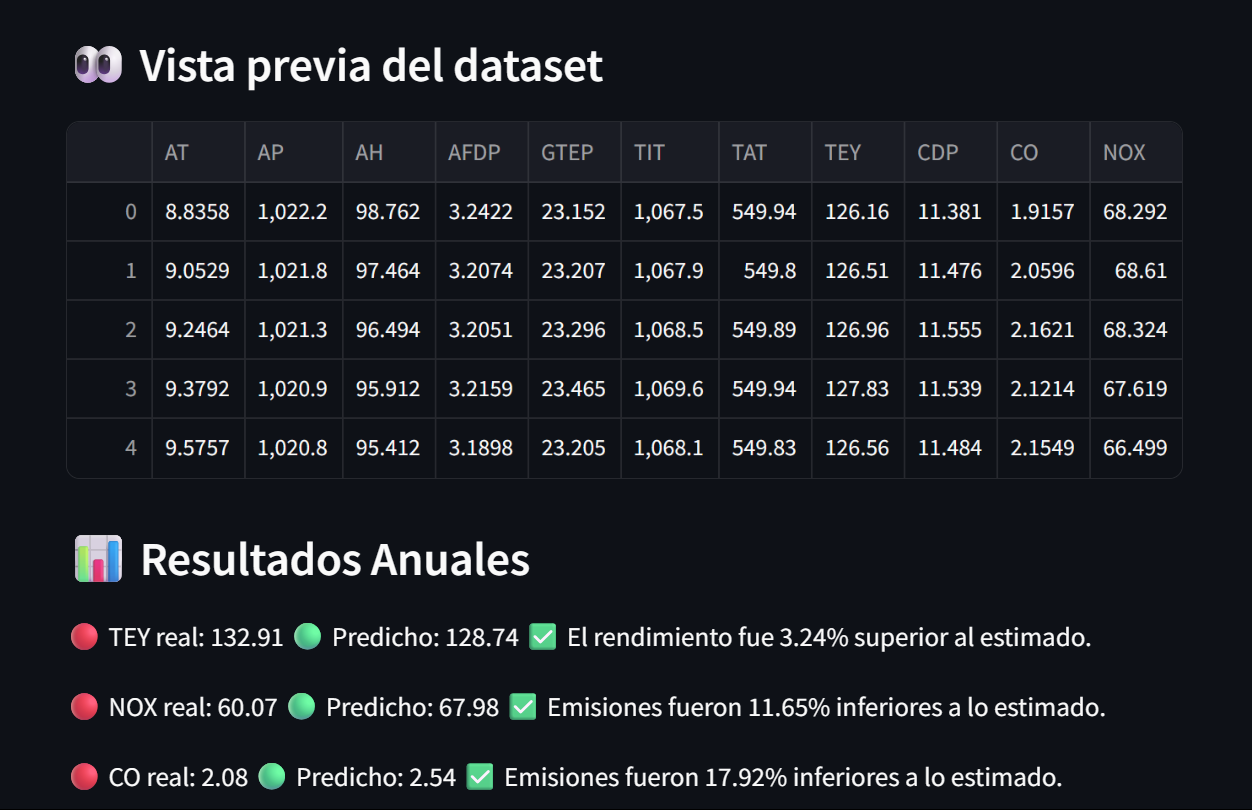 👀 Vista previa del dataset
AT AP AH AFDP GTEP TIT TAT TEY CDP CO NOX
0 8.8358 1,022.2 98.762 3.2422 23.152 1,067.5 549.94 126.16 11.381 1.9157 68.292
1 9.0529 1,021.8 97.464 3.2074 23.207 1,067.9 549.8 126.51 11.476 2.0596 68.61
2 9.2464 1,021.3 96.494 3.2051 23.296 1,068.5 549.89 126.96 11.555 2.1621 68.324
3 9.3792 1,020.9 95.912 3.2159 23.465 1,069.6 549.94 127.83 11.539 2.1214 67.619
4 9.5757 1,020.8 95.412 3.1898 23.205 1,068.1 549.83 126.56 11.484 2.1549 66.499
📊 Resultados Anuales
🔴 TEY real: 132.91 🟢 Predicho: 128.74 ✅ El rendimiento fue 3.24% superior al estimado.
🔴 NOX real: 60.07 🟢 Predicho: 67.98 ✅ Emisiones fueron 11.65% inferiores a lo estimado.
🔴 CO real: 2.08 🟢 Predicho: 2.54 ✅ Emisiones fueron 17.92% inferiores a lo estimado.